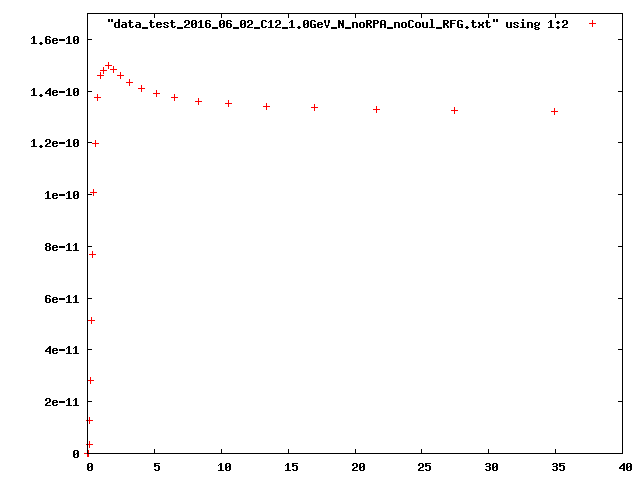 "data_test_2016_06_02_C12_1.0GeV_N_noRPA_noCoul_RFG.txt" using 1:2
1.6e-10
1.4e-10
1.2e-10
1e-10
8e-11
6e-11
4e-11
2e-11
0
0 5 10 15 20 25 30 35 40